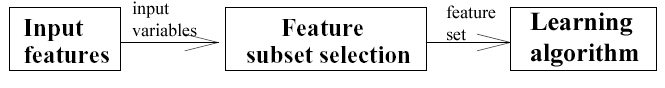 Input
features
input
variables
Feature
subset selection
feature
set
Learning
algorithm